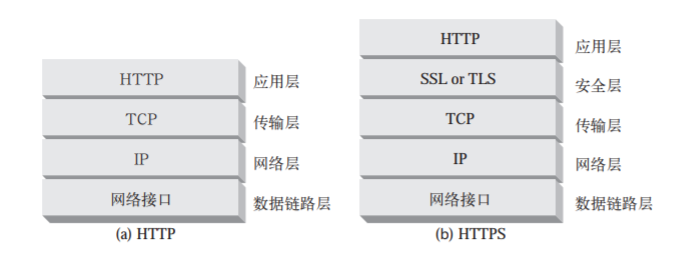 HTTP
应用层
TCP
传输层
IP
网络层
网络接口
数据链路层
(a) HTTP
HTTP
应用层
SSL or TLS
安全层
TCP
传输层
IP
网络层
网络接口
数据链路层
(b) HTTPS